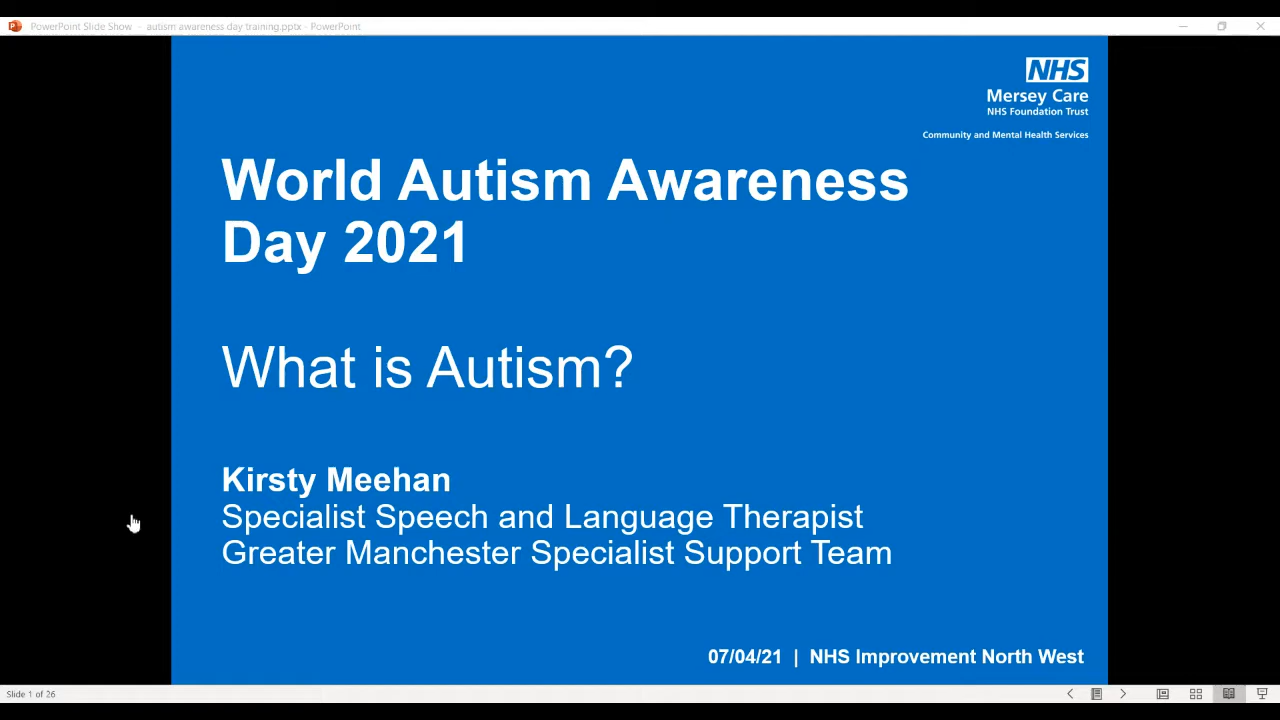 PowerPoint Slide Show - autism awareness day training.pptx - PowerPoint
NHS
Mersey Care
NHS Foundation Trust
Community and Mental Health Services
World Autism Awareness
Day 2021
What is Autism?
Kirsty Meehan
Specialist Speech and Language Therapist
Greater Manchester Specialist Support Team
07/04/21 | NHS Improvement North West
Slide 1 of 26